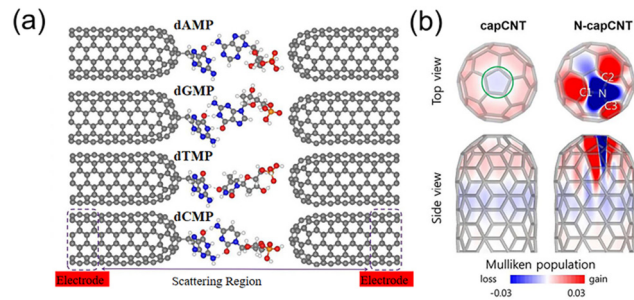 (a)
dAMP
dGMP
dTMP
dCMP
Electrode
Scattering Region
Electrode
(b)
capCNT
N-capCNT
Top view
C2
C1
N
C3
Side view
Mulliken population
loss
gain
-0.03
0.03